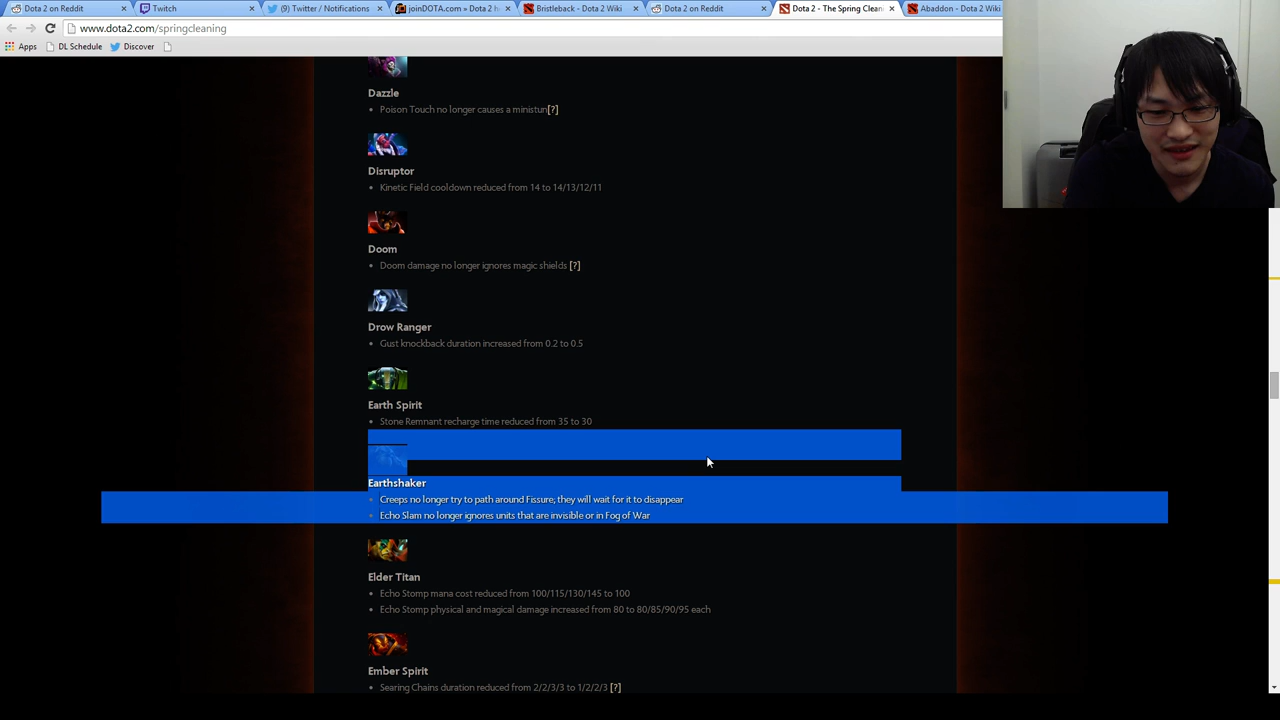 Dota 2 on Reddit
Twitch
(9) Twitter / Notifications
joinDOTA.com » Dota 2 h
Bristleback - Dota 2 Wiki
Dota 2 on Reddit
Dota 2 - The Spring Clean
Abaddon - Dota 2 Wiki
www.dota2.com/springcleaning
Apps
DL Schedule
Discover
Dazzle
• Poison Touch no longer causes a ministun[?]
Disruptor
• Kinetic Field cooldown reduced from 14 to 14/13/12/11
Doom
• Doom damage no longer ignores magic shields [?]
Drow Ranger
• Gust knockback duration increased from 0.2 to 0.5
Earth Spirit
• Stone Remnant recharge time reduced from 35 to 30
Earthshaker
• Creeps no longer try to path around Fissure; they will wait for it to disappear
• Echo Slam no longer ignores units that are invisible or in Fog of War
Elder Titan
• Echo Stomp mana cost reduced from 100/115/130/145 to 100
• Echo Stomp physical and magical damage increased from 80 to 80/85/90/95 each
Ember Spirit
• Searing Chains duration reduced from 2/2/3/3 to 1/2/2/3 [?]